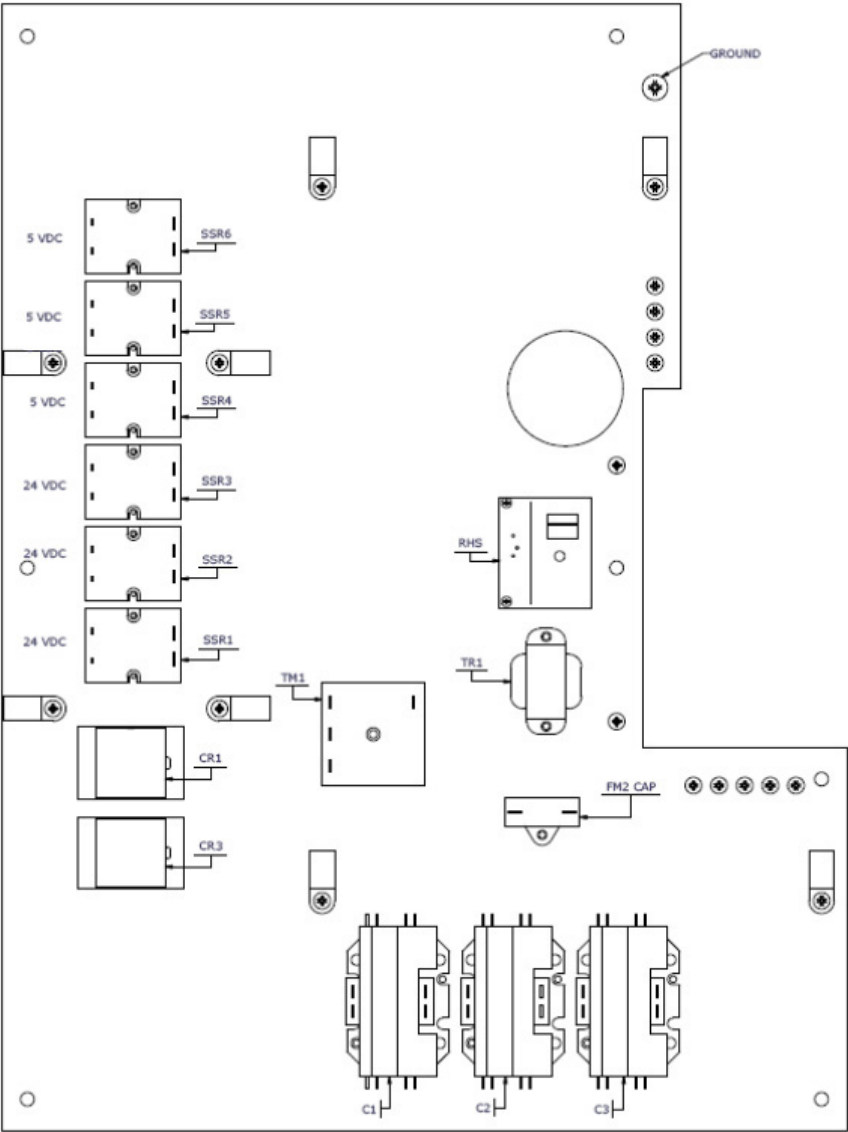 GROUND
5 VDC
SSR6
5 VDC
SSR5
5 VDC
SSR4
24 VDC
SSR3
RHS
24 VDC
SSR2
24 VDC
SSR1
TR1
TM1
CR1
FM2 CAP
CR3
C1
C2
C3